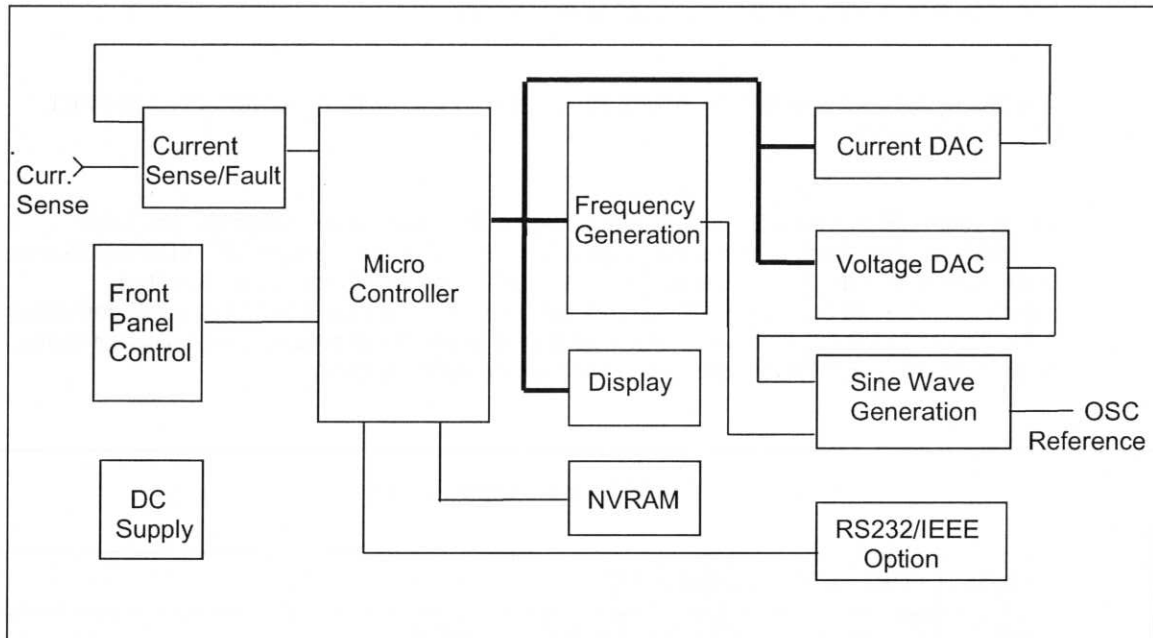 Current
Sense/Fault
Curr.
Sense
Front
Panel
Control
DC
Supply
Micro
Controller
Frequency
Generation
Display
NVRAM
Current DAC
Voltage DAC
Sine Wave
Generation
OSC
Reference
RS232/IEEE
Option